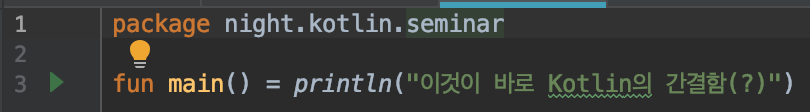 1 package night.kotlin.seminar
2
3 fun main() = println("이것이 바로 Kotlin의 간결함(?)")